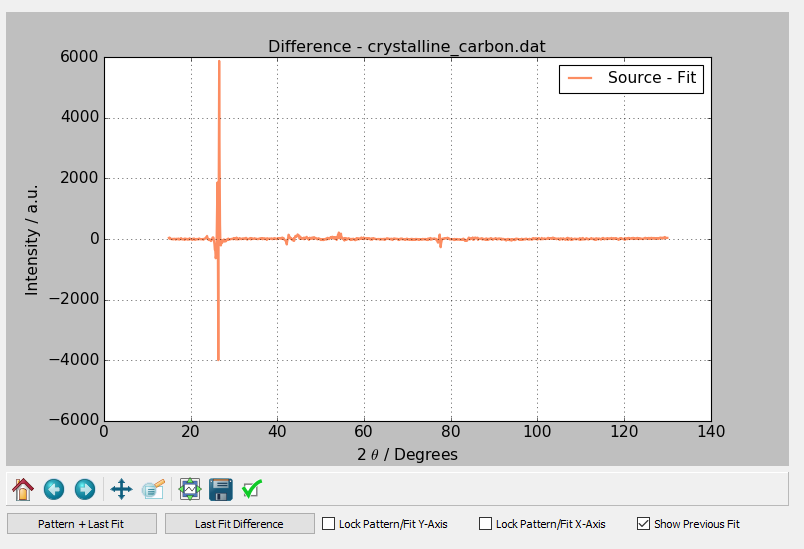 Difference - crystalline_carbon.dat
6000
4000
2000
0
−2000
−4000
−6000
Intensity / a.u.
Source - Fit
0 20 40 60 80 100 120 140
2 θ / Degrees
Pattern + Last Fit Last Fit Difference Lock Pattern/Fit Y-Axis Lock Pattern/Fit X-Axis Show Previous Fit